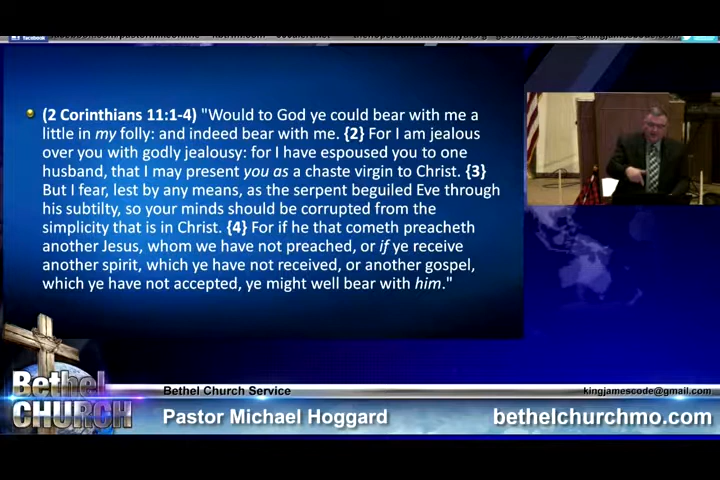 facebook
(2 Corinthians 11:1-4) "Would to God ye could bear with me a
little in my folly: and indeed bear with me. {2} For I am jealous
over you with godly jealousy: for I have espoused you to one
husband, that I may present you as a chaste virgin to Christ. {3}
But I fear, lest by any means, as the serpent beguiled Eve through
his subtilty, so your minds should be corrupted from the
simplicity that is in Christ. {4} For if he that cometh preacheth
another Jesus, whom we have not preached, or if ye receive
another spirit, which ye have not received, or another gospel,
which ye have not accepted, ye might well bear with him."
Bethel
CHURCH
Bethel Church Service
kingjamescode@gmail.com
Pastor Michael Hoggard
bethelchurchmo.com